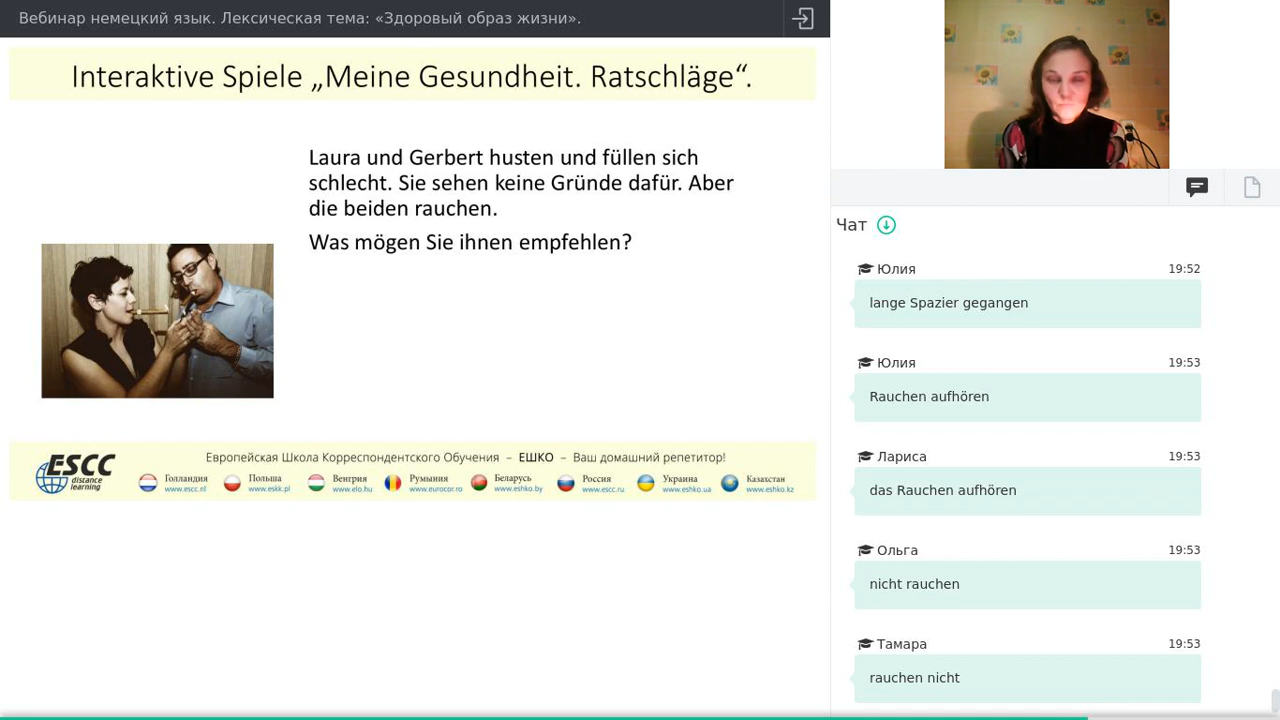 Вебинар немецкий язык. Лексическая тема: «Здоровый образ жизни».
Interaktive Spiele „Meine Gesundheit. Ratschläge“.
Laura und Gerbert husten und füllen sich
schlecht. Sie sehen keine Gründe dafür. Aber
die beiden rauchen.
Was mögen Sie ihnen empfehlen?
ESCC
distance
learning
Европейская Школа Корреспондентского Обучения – ЕШКО – Ваш домашний репетитор!
Голландия
www.escc.nl
Польша
www.eskk.pl
Венгрия
www.elo.hu
Румыния
www.eurocor.ro
Беларусь
www.eshko.by
Россия
www.escc.ru
Украина
www.eshko.ua
Казахстан
www.eshko.kz
Чат
Юлия 19:52
lange Spazier gegangen
Юлия 19:53
Rauchen aufhören
Лариса 19:53
das Rauchen aufhören
Ольга 19:53
nicht rauchen
Тамара 19:53
rauchen nicht